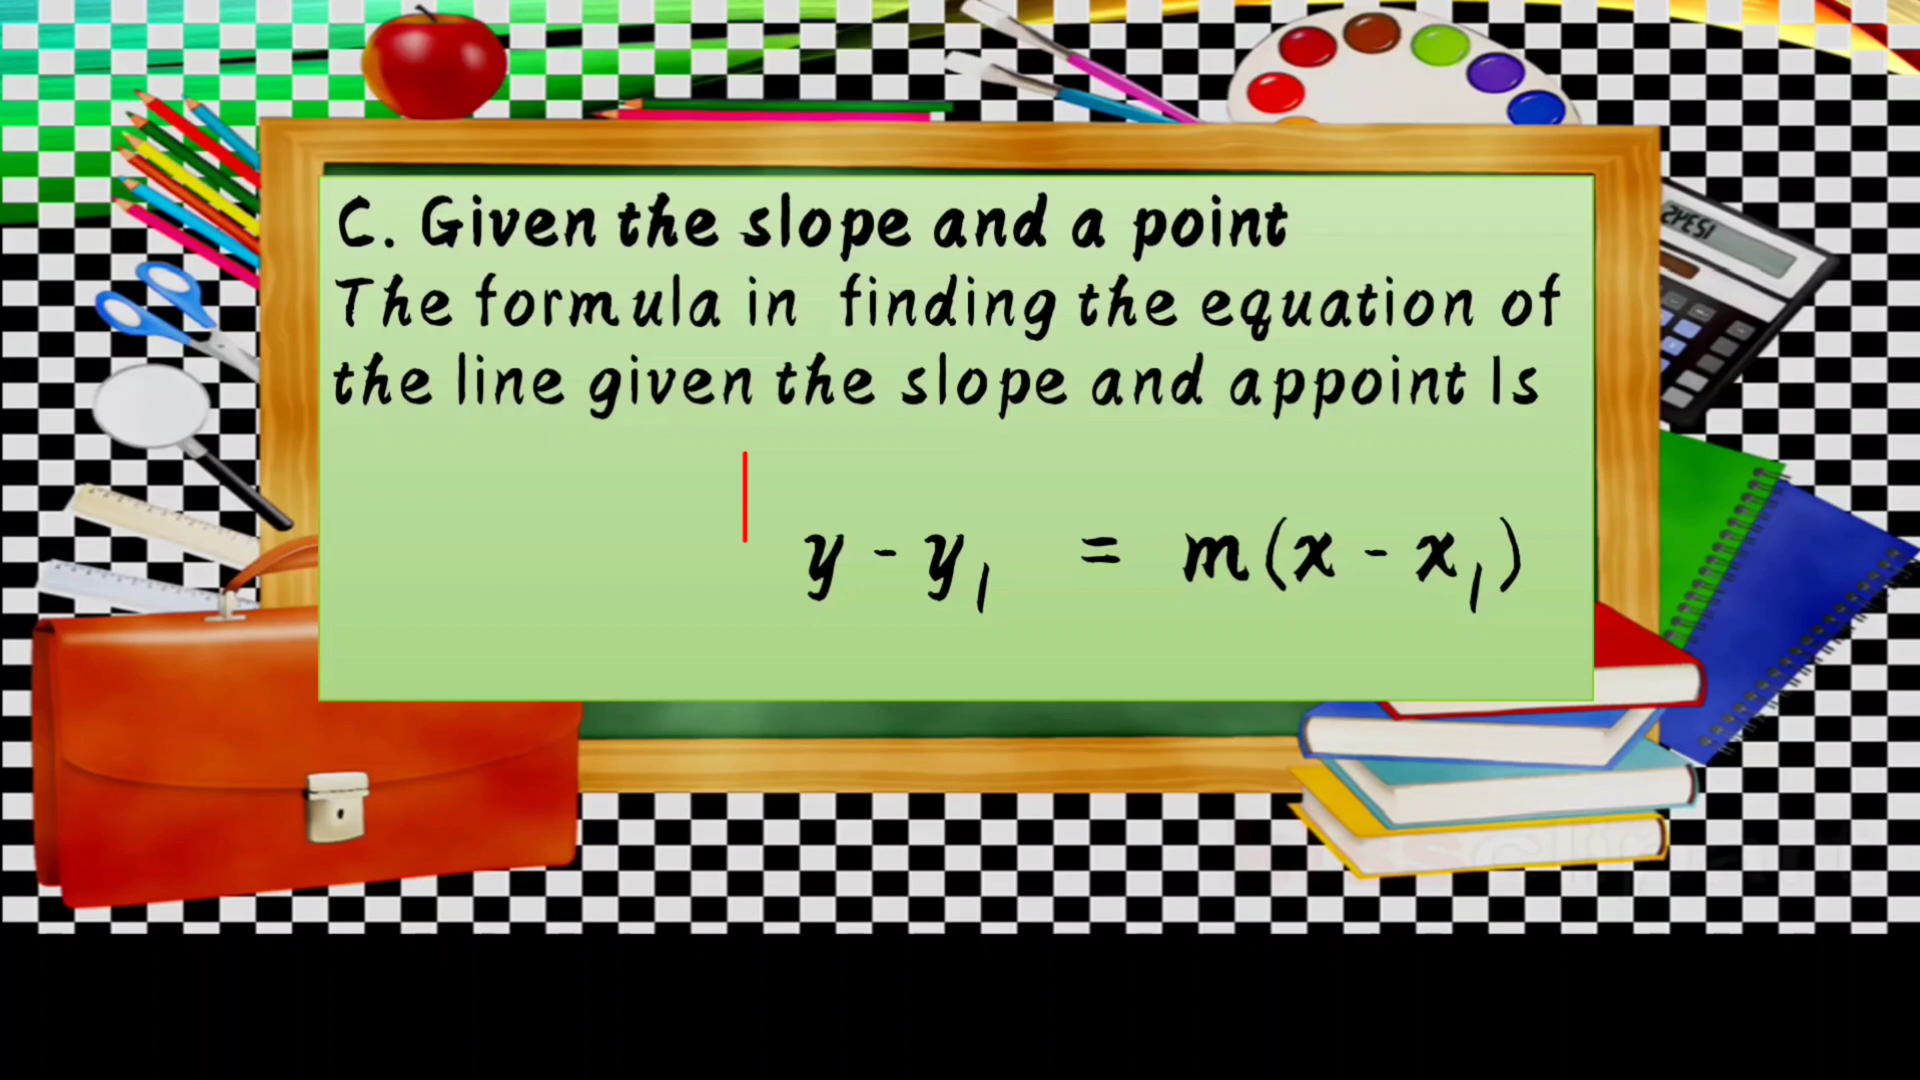 C. Given the slope and a point
The formula in finding the equation of
the line given the slope and appoint Is
y - y₁ = m(x - x₁)